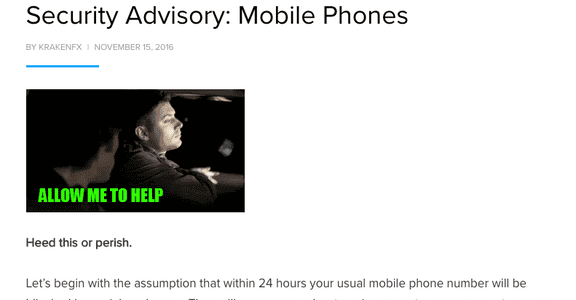 Security Advisory: Mobile Phones
BY KRAKENFX | NOVEMBER 15, 2016
ALLOW ME TO HELP
Heed this or perish.
Let's begin with the assumption that within 24 hours your usual mobile phone number will be